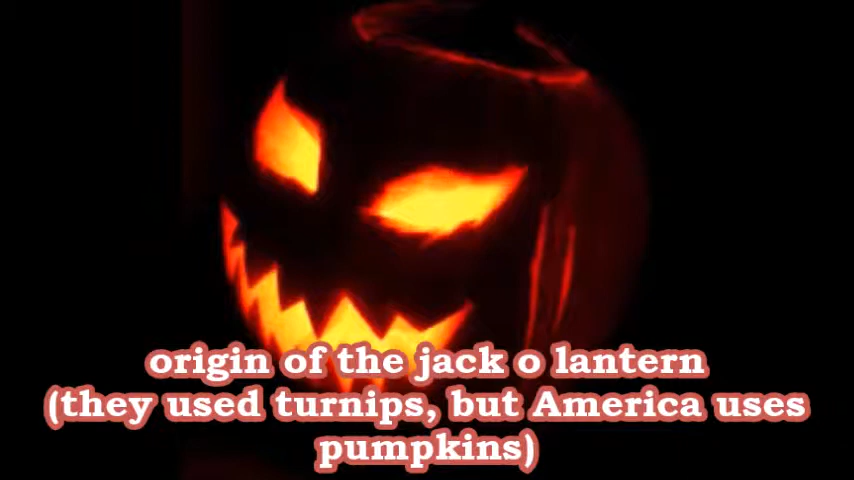 origin of the jack o lantern
(they used turnips, but America uses
pumpkins)